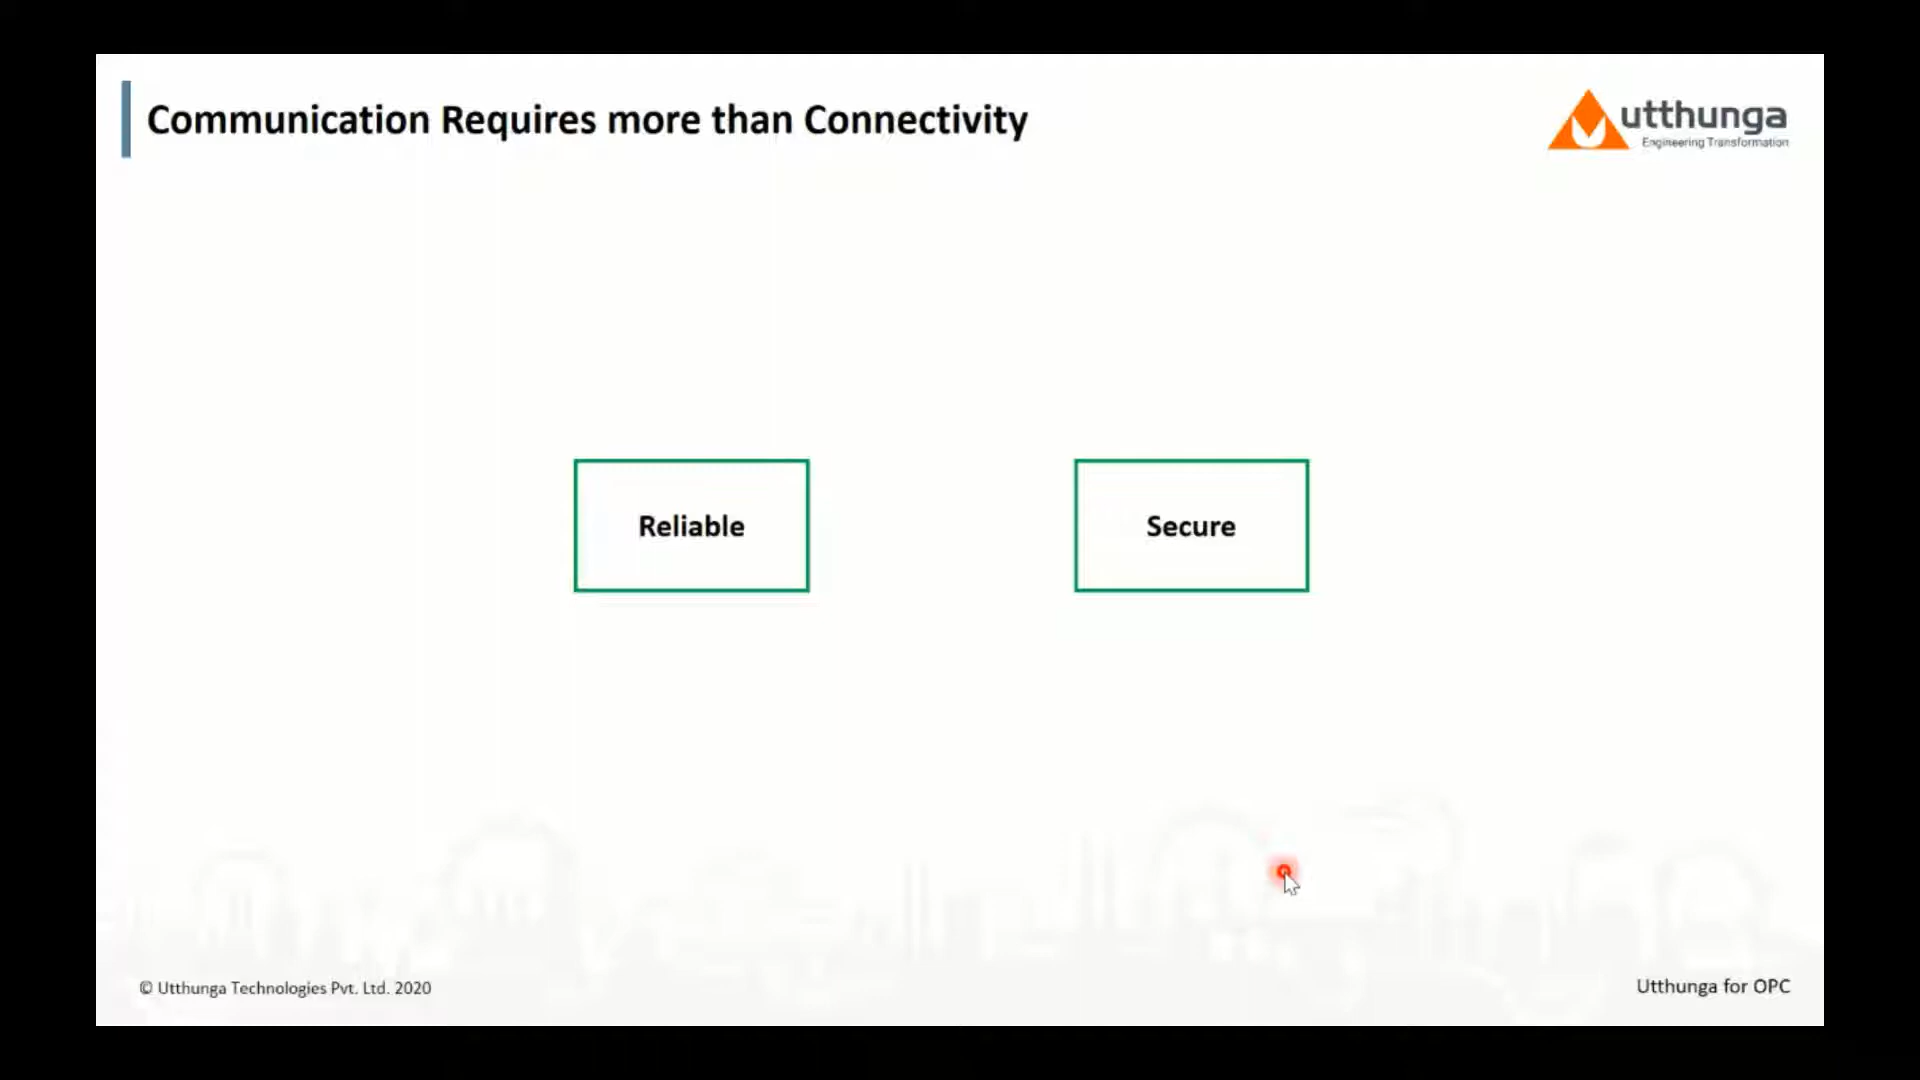 Communication Requires more than Connectivity
utthunga
Engineering Transformation
Reliable
Secure
© Utthunga Technologies Pvt. Ltd. 2020
Utthunga for OPC